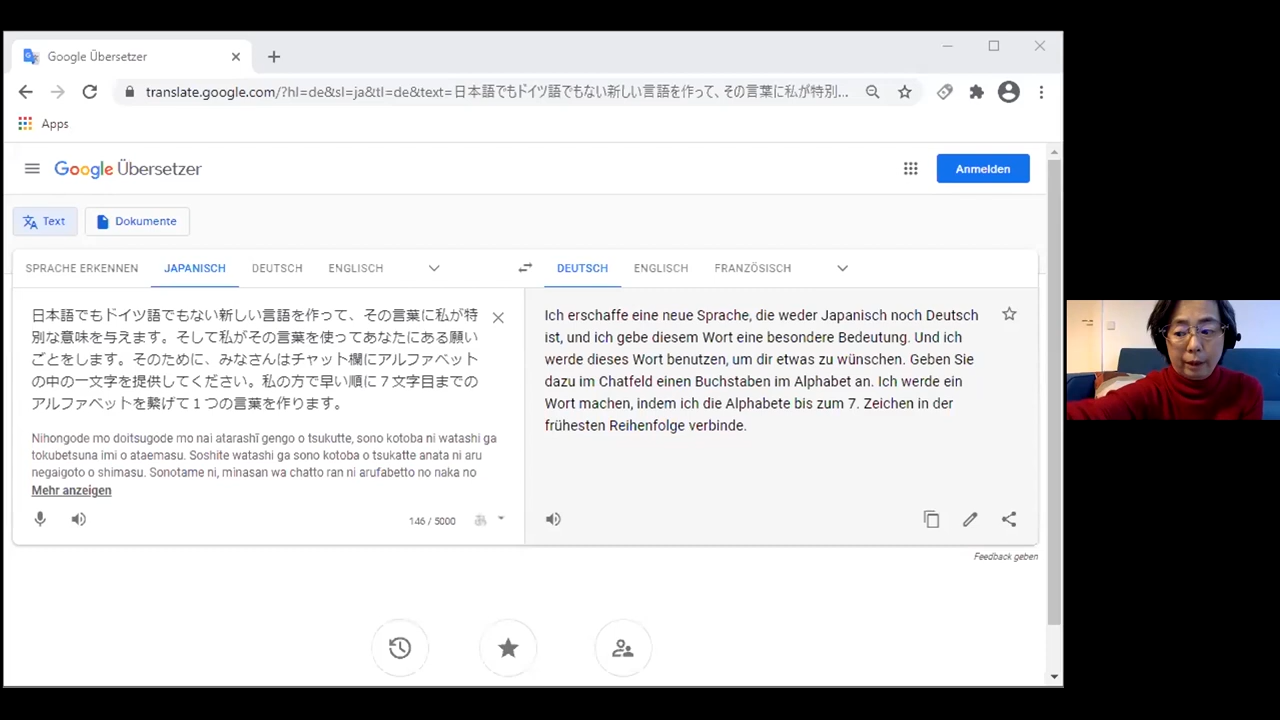 Google Übersetzer
translate.google.com/?hl=de&sl=ja&tl=de&text=日本語でもドイツ語でもない新しい言語を作って、その言葉に私が特別...
Apps
Google Übersetzer
Anmelden
Text
Dokumente
SPRACHE ERKENNEN JAPANISCH DEUTSCH ENGLISCH
DEUTSCH ENGLISCH FRANZÖSISCH
日本語でもドイツ語でもない新しい言語を作って、その言葉に私が特
別な意味を与えます。そして私がその言葉を使ってあなたにある願い
ごとをします。そのために、みなさんはチャット欄にアルファベット
の中の一文字を提供してください。私の方で早い順に７文字目までの
アルファベットを繋げて１つの言葉を作ります。
Nihongode mo doitsugode mo nai atarashī gengo o tsukutte, sono kotoba ni watashi ga
tokubetsuna imi o ataemasu. Soshite watashi ga sono kotoba o tsukatte anata ni aru
negaigoto o shimasu. Sonotame ni, minasan wa chatto ran ni arufabetto no naka no
Mehr anzeigen
146 / 5000
Ich erschaffe eine neue Sprache, die weder Japanisch noch Deutsch
ist, und ich gebe diesem Wort eine besondere Bedeutung. Und ich
werde dieses Wort benutzen, um dir etwas zu wünschen. Geben Sie
dazu im Chatfeld einen Buchstaben im Alphabet an. Ich werde ein
Wort machen, indem ich die Alphabete bis zum 7. Zeichen in der
frühesten Reihenfolge verbinde.
Feedback geben